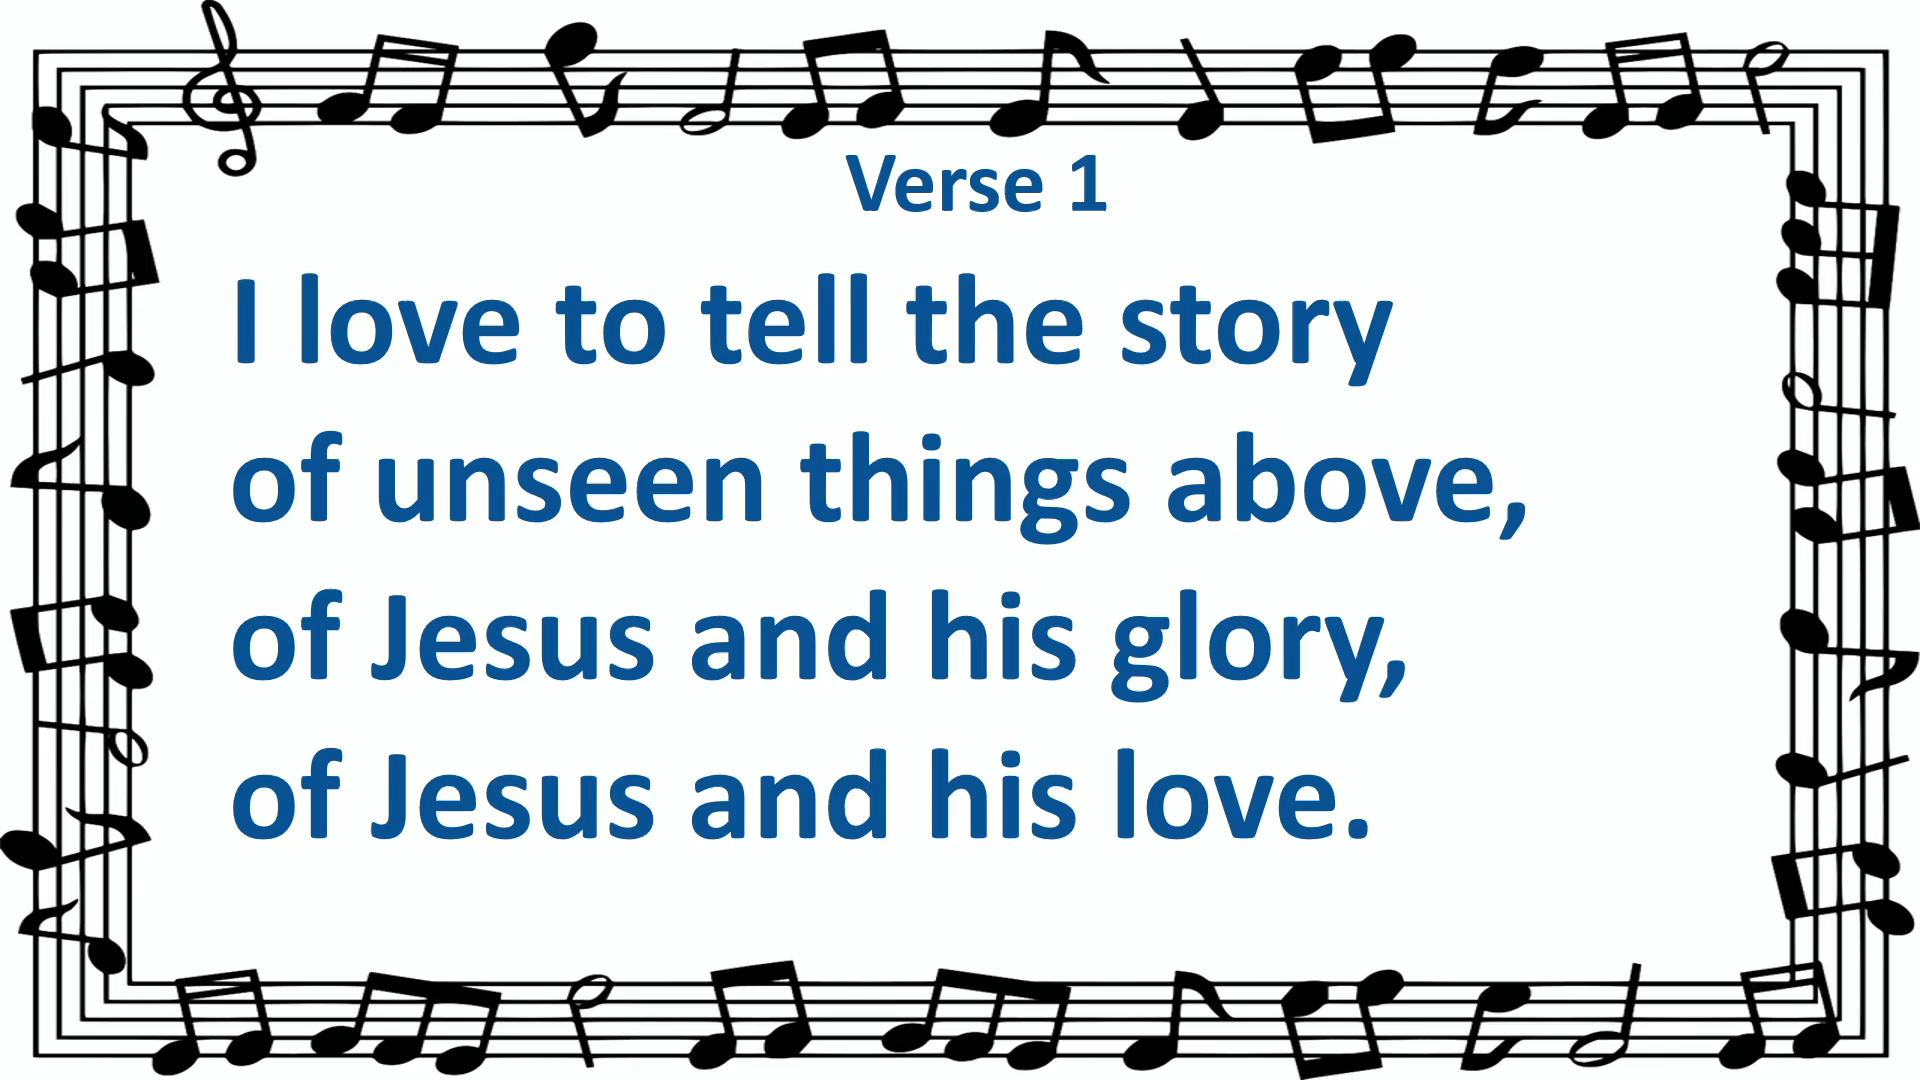 Verse 1
I love to tell the story
of unseen things above,
of Jesus and his glory,
of Jesus and his love.